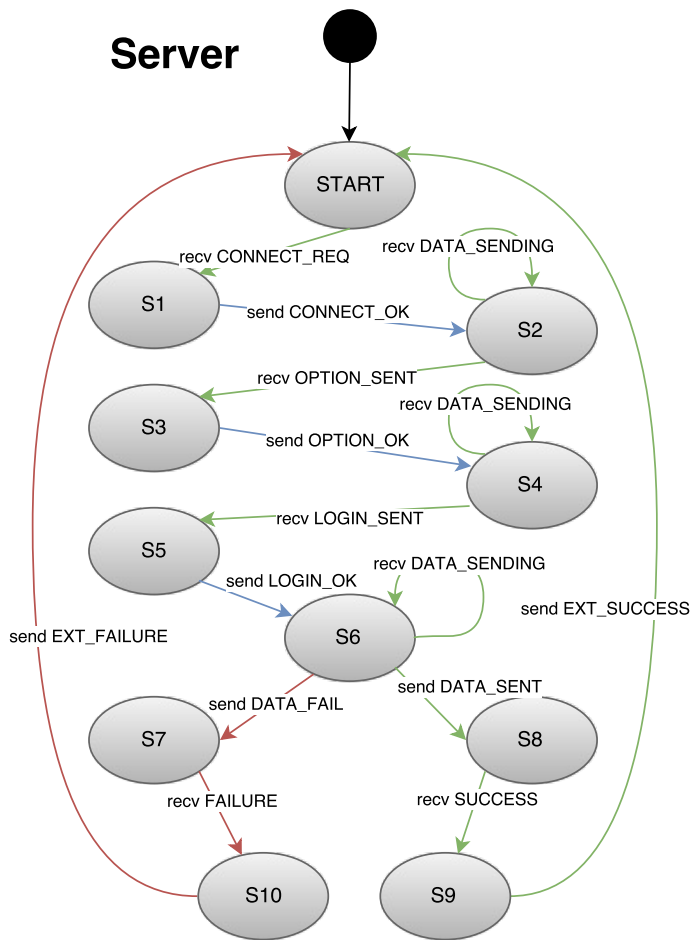 Server
START
recv CONNECT_REQ
recv DATA_SENDING
S1
send CONNECT_OK
S2
recv OPTION_SENT
recv DATA_SENDING
S3
send OPTION_OK
S4
recv LOGIN_SENT
S5
recv DATA_SENDING
send LOGIN_OK
S6
send EXT_SUCCESS
send EXT_FAILURE
send DATA_SENT
send DATA_FAIL
S7
S8
recv FAILURE
recv SUCCESS
S10
S9